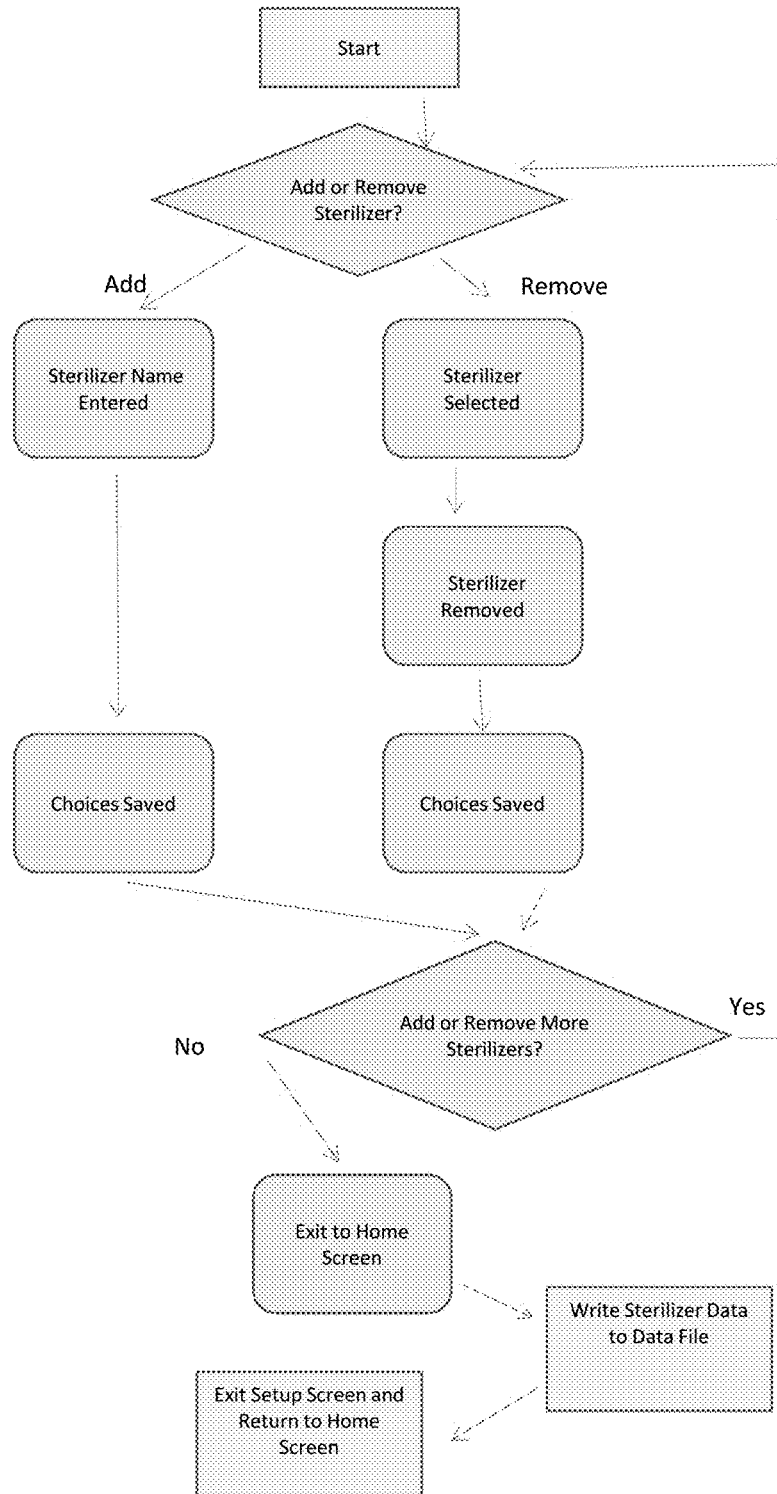 Start
Add or Remove
Sterilizer?
Add
Remove
Sterilizer Name
Entered
Sterilizer
Selected
Sterilizer
Removed
Choices Saved
Choices Saved
Add or Remove More
Sterilizers?
Yes
No
Exit to Home
Screen
Write Sterilizer Data
to Data File
Exit Setup Screen and
Return to Home
Screen